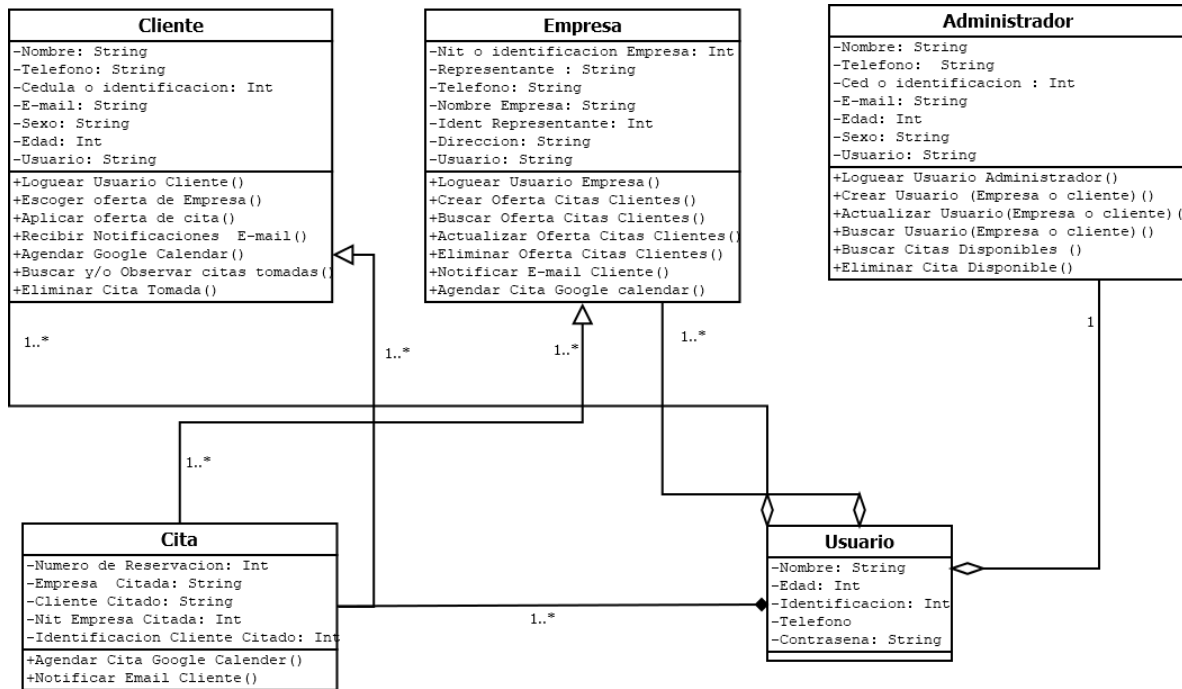 Cliente
-Nombre: String
-Telefono: String
-Cedula o identificacion: Int
-E-mail: String
-Sexo: String
-Edad: Int
-Usuario: String
+Loguear Usuario Cliente()
+Escoger oferta de Empresa()
+Aplicar oferta de cita()
+Recibir Notificaciones E-mail()
+Agendar Google Calendar()
+Buscar y/o Observar citas tomadas()
+Eliminar Cita Tomada()
Empresa
-Nit o identificacion Empresa: Int
-Representante : String
-Telefono: String
-Nombre Empresa: String
-Ident Representante: Int
-Direccion: String
-Usuario: String
+Loguear Usuario Empresa()
+Crear Oferta Citas Clientes()
+Buscar Oferta Citas Clientes()
+Actualizar Oferta Citas Clientes()
+Eliminar Oferta Citas Clientes()
+Notificar E-mail Cliente()
+Agendar Cita Google calendar()
Administrador
-Nombre: String
-Telefono: String
-Ced o identificacion : Int
-E-mail: String
-Edad: Int
-Sexo: String
-Usuario: String
+Loguear Usuario Administrador()
+Crear Usuario (Empresa o cliente)()
+Actualizar Usuario(Empresa o cliente)(
+Buscar Usuario(Empresa o cliente)()
+Buscar Citas Disponibles ()
+Eliminar Cita Disponible()
1..*
1..*
1..*
1..*
1
1..*
Cita
-Numero de Reservacion: Int
-Empresa Citada: String
-Cliente Citado: String
-Nit Empresa Citada: Int
-Identificacion Cliente Citado: Int
+Agendar Cita Google Calender()
+Notificar Email Cliente()
1..*
Usuario
-Nombre: String
-Edad: Int
-Identificacion: Int
-Telefono
-Contrasena: String